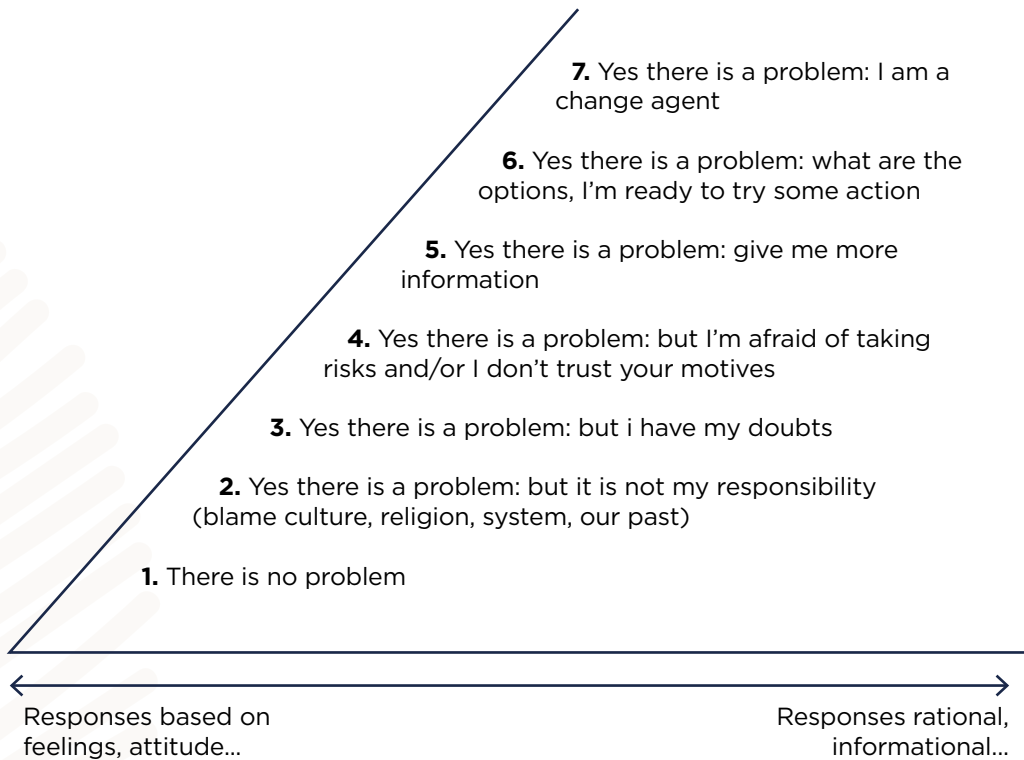 7. Yes there is a problem: I am a
change agent
6. Yes there is a problem: what are the
options, I’m ready to try some action
5. Yes there is a problem: give me more
information
4. Yes there is a problem: but I’m afraid of taking
risks and/or I don’t trust your motives
3. Yes there is a problem: but i have my doubts
2. Yes there is a problem: but it is not my responsibility
(blame culture, religion, system, our past)
1. There is no problem
Responses based on
feelings, attitude...
Responses rational,
informational...